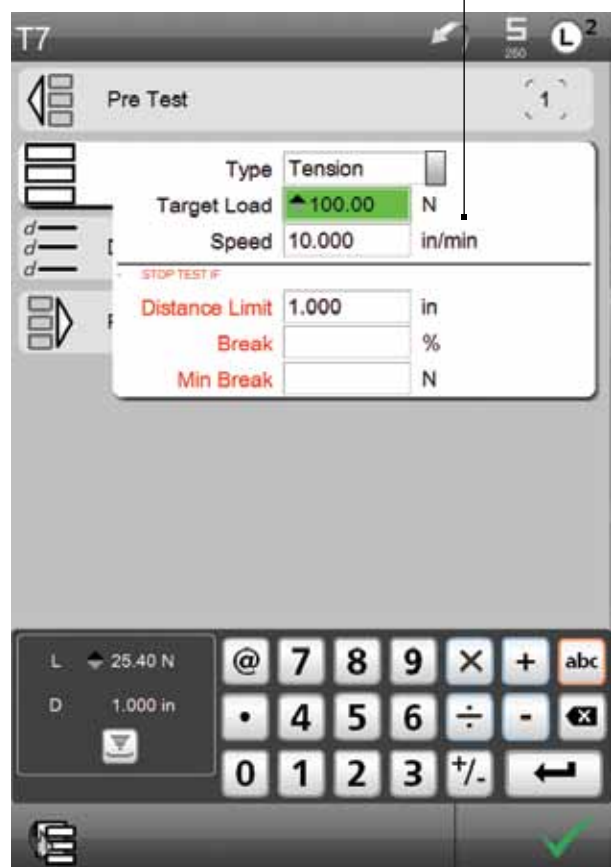 T7
5
250
L 2
Pre Test
1
Type Tension
Target Load 100.00 N
Speed 10.000 in/min
STOP TEST IF
Distance Limit 1.000 in
Break %
Min Break N
d
d
d
L 25.40 N
D 1.000 in
@ 7 8 9 × + abc
. 4 5 6 ÷ -
0 1 2 3 +/-